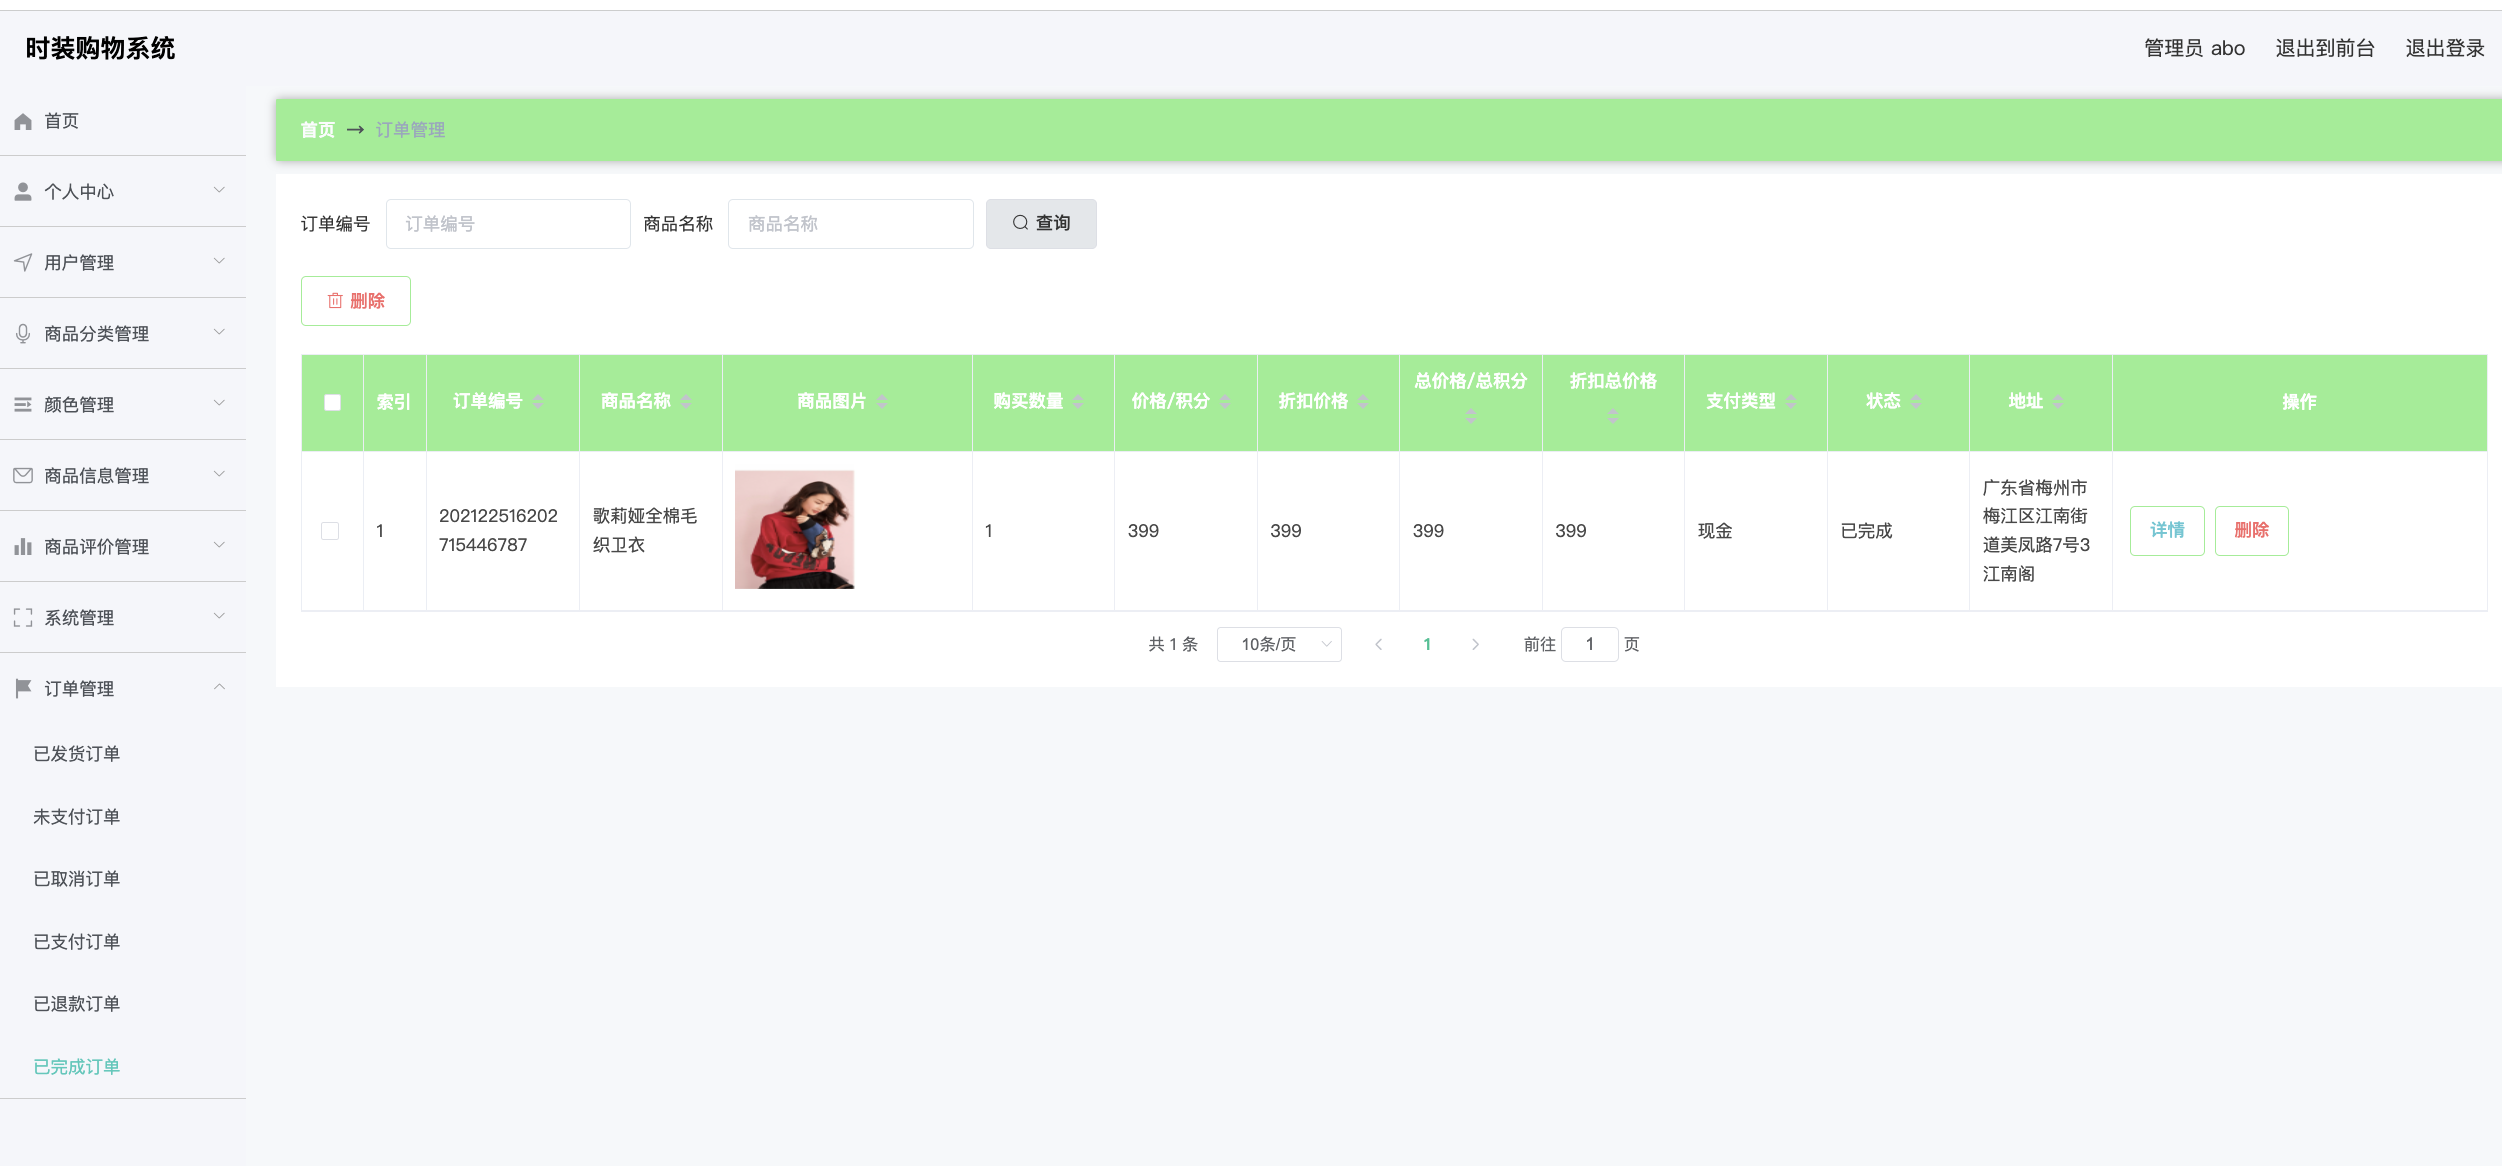 时装购物系统
管理员 abo 退出到前台 退出登录
首页
个人中心
用户管理
商品分类管理
颜色管理
商品信息管理
商品评价管理
系统管理
订单管理
已发货订单
未支付订单
已取消订单
已支付订单
已退款订单
已完成订单
首页 → 订单管理
订单编号 订单编号 商品名称 商品名称 查询
删除
索引 订单编号 商品名称 商品图片 购买数量 价格/积分 折扣价格 总价格/总积分 折扣总价格 支付类型 状态 地址 操作
1
202122516202
715446787
歌莉娅全棉毛
织卫衣
1
399
399
399
399
现金
已完成
广东省梅州市
梅江区江南街
道美凤路7号3
江南阁
详情 删除
共 1 条 10条/页 1 前往 1 页